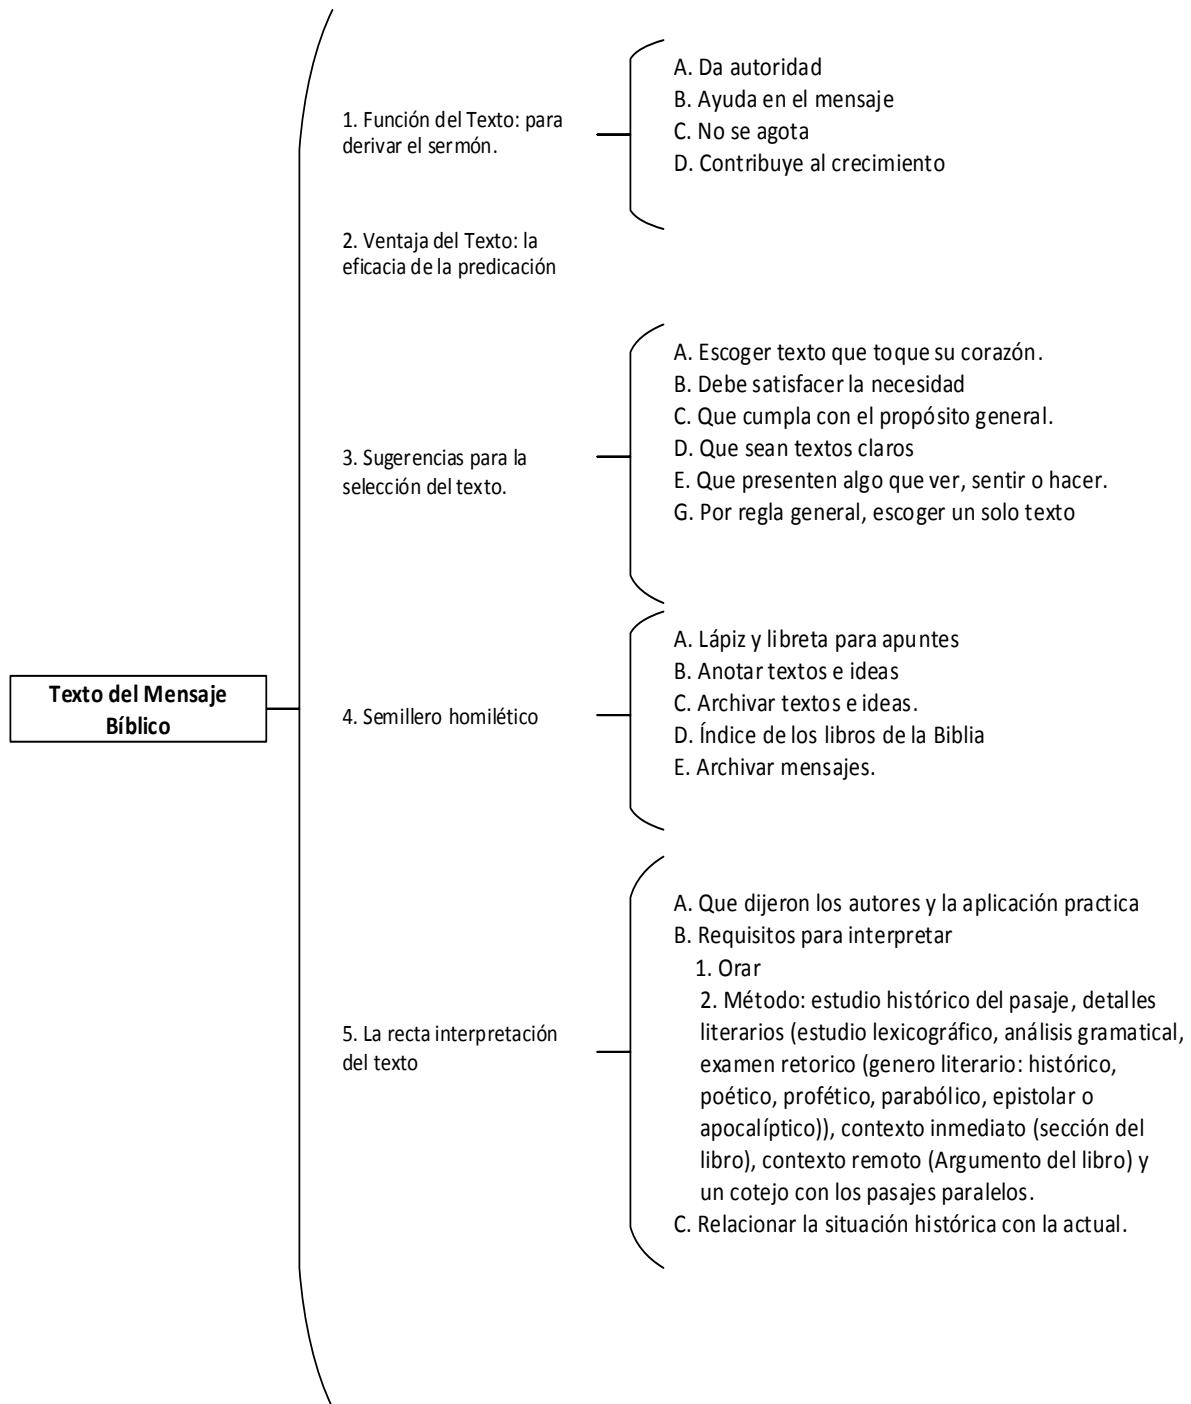 Texto del Mensaje
Bíblico
1. Función del Texto: para
derivar el sermón.
A. Da autoridad
B. Ayuda en el mensaje
C. No se agota
D. Contribuye al crecimiento
2. Ventaja del Texto: la
eficacia de la predicación
3. Sugerencias para la
selección del texto.
A. Escoger texto que toque su corazón.
B. Debe satisfacer la necesidad
C. Que cumpla con el propósito general.
D. Que sean textos claros
E. Que presenten algo que ver, sentir o hacer.
G. Por regla general, escoger un solo texto
4. Semillero homilético
A. Lápiz y libreta para apuntes
B. Anotar textos e ideas
C. Archivar textos e ideas.
D. Índice de los libros de la Biblia
E. Archivar mensajes.
5. La recta interpretación
del texto
A. Que dijeron los autores y la aplicación practica
B. Requisitos para interpretar
1. Orar
2. Método: estudio histórico del pasaje, detalles
literarios (estudio lexicográfico, análisis gramatical,
examen retorico (genero literario: histórico,
poético, profético, parabólico, epistolar o
apocalíptico)), contexto inmediato (sección del
libro), contexto remoto (Argumento del libro) y
un cotejo con los pasajes paralelos.
C. Relacionar la situación histórica con la actual.